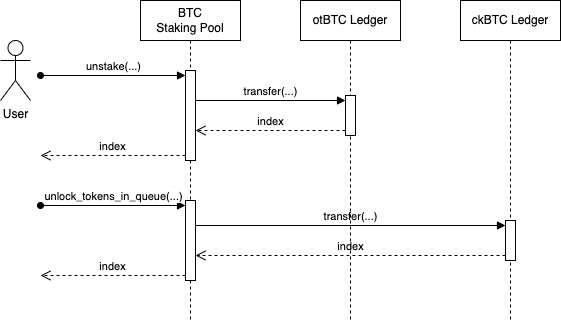 BTC
Staking Pool
otBTC Ledger
ckBTC Ledger
unstake(...)
transfer(...)
User
index
index
unlock_tokens_in_queue(...)
transfer(...)
index
index